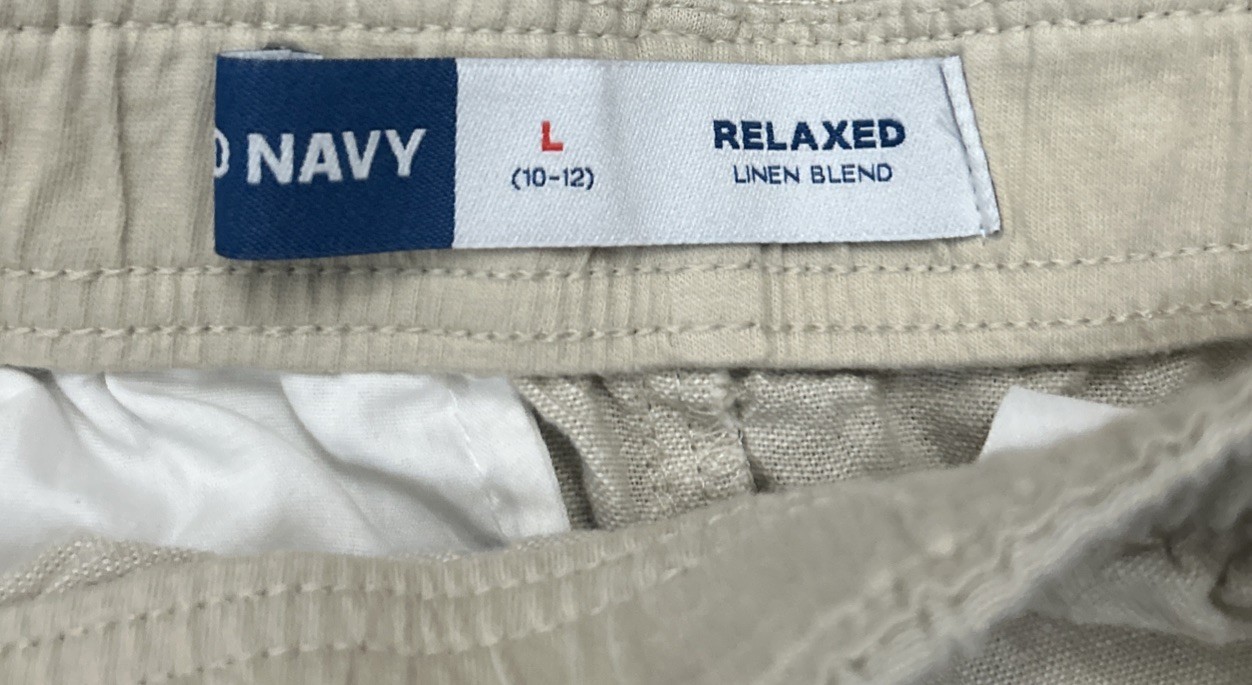 NAVY
L
(10-12)
RELAXED
LINEN BLEND